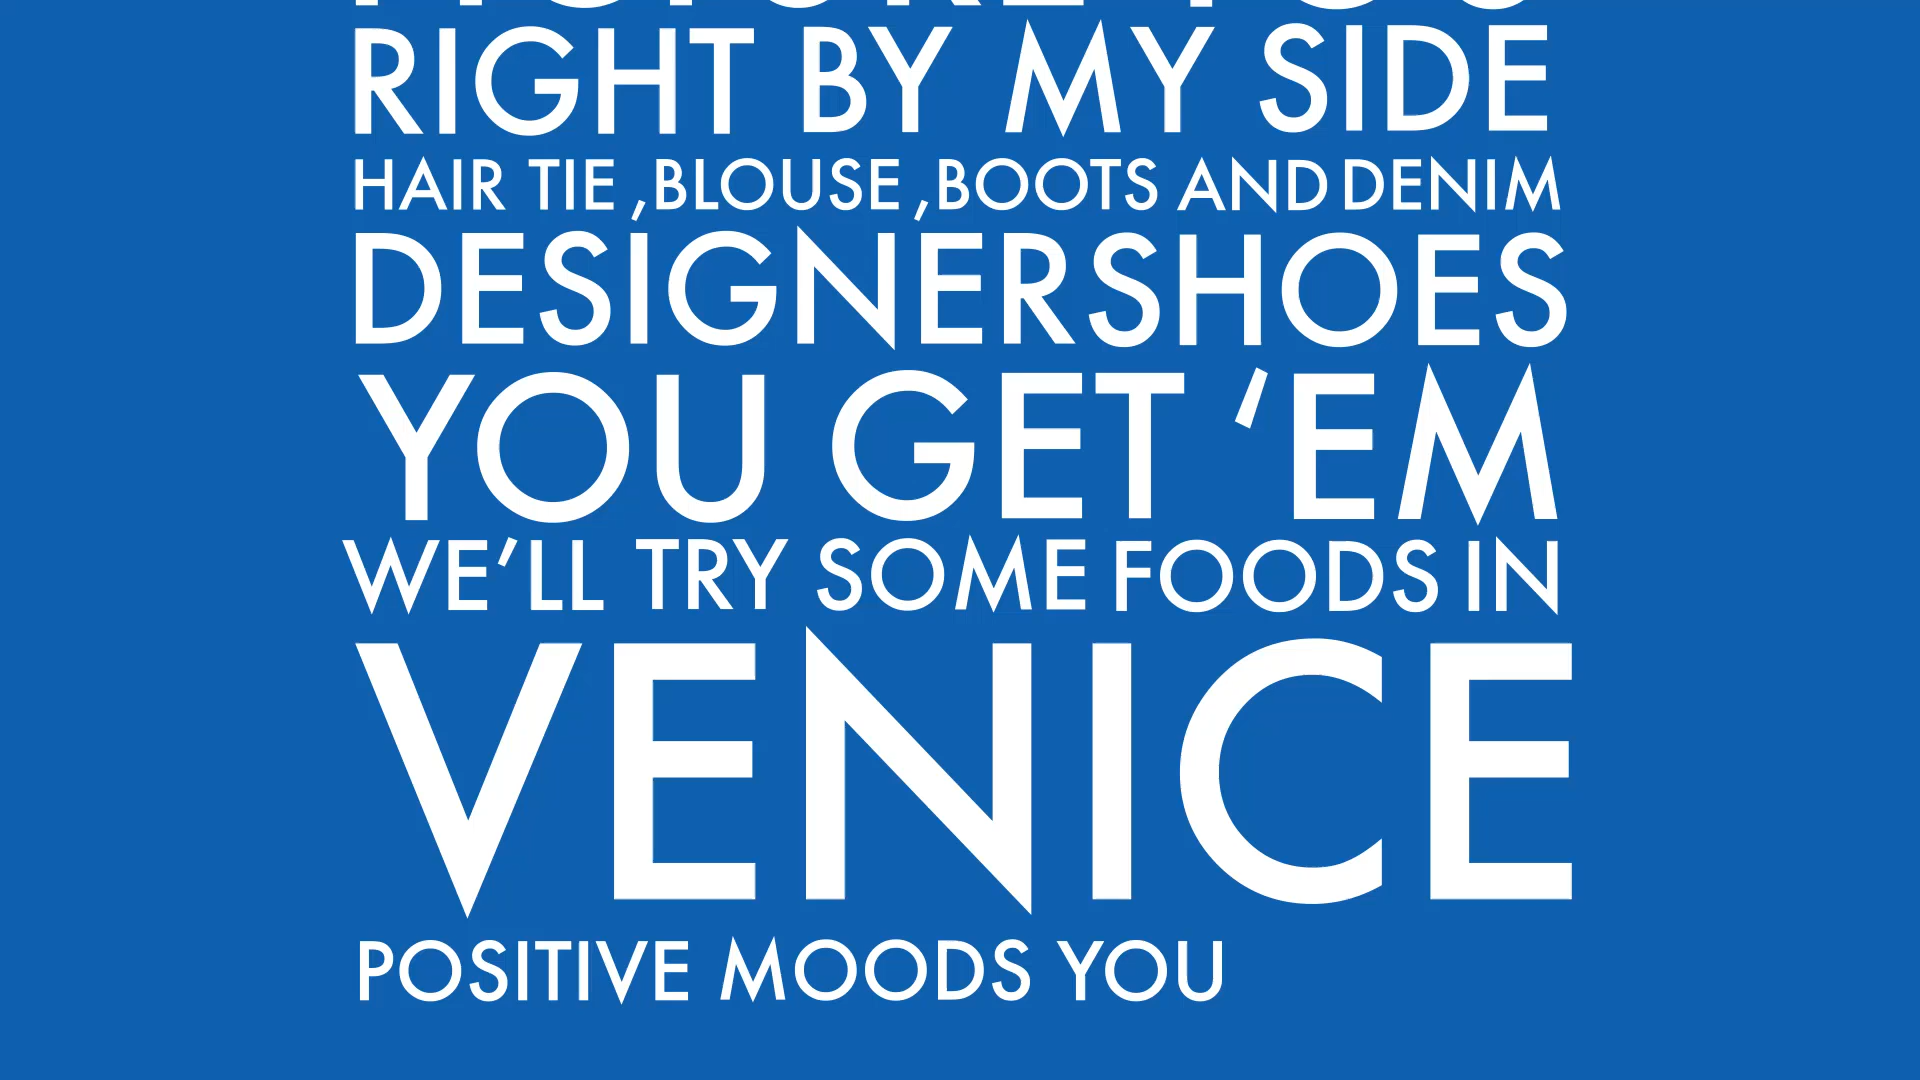 RIGHT BY MY SIDE
HAIR TIE ,BLOUSE ,BOOTS AND DENIM
DESIGNERSHOES
YOU GET 'EM
WE'LL TRY SOME FOODS IN
VENICE
POSITIVE MOODS YOU